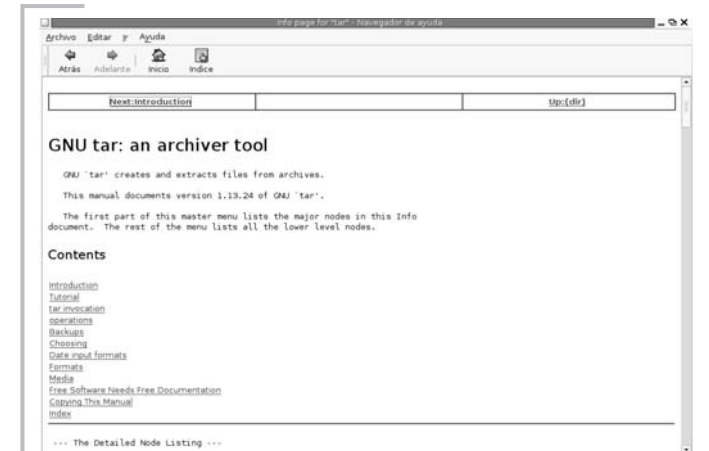 Info page for "tar" - Navegador de ayuda
Archivo Editar Ir Ayuda
Atrás Adelante Inicio Indice
Next:Introduction Up:(dir)
GNU tar: an archiver tool
GNU `tar' creates and extracts files from archives.
This manual documents version 1.13.24 of GNU `tar'.
The first part of this master menu lists the major nodes in this Info
document. The rest of the menu lists all the lower level nodes.
Contents
Introduction
Tutorial
tar invocation
operations
Backups
Choosing
Date input formats
Formats
Media
Free Software Needs Free Documentation
Copying This Manual
Index
--- The Detailed Node Listing ---